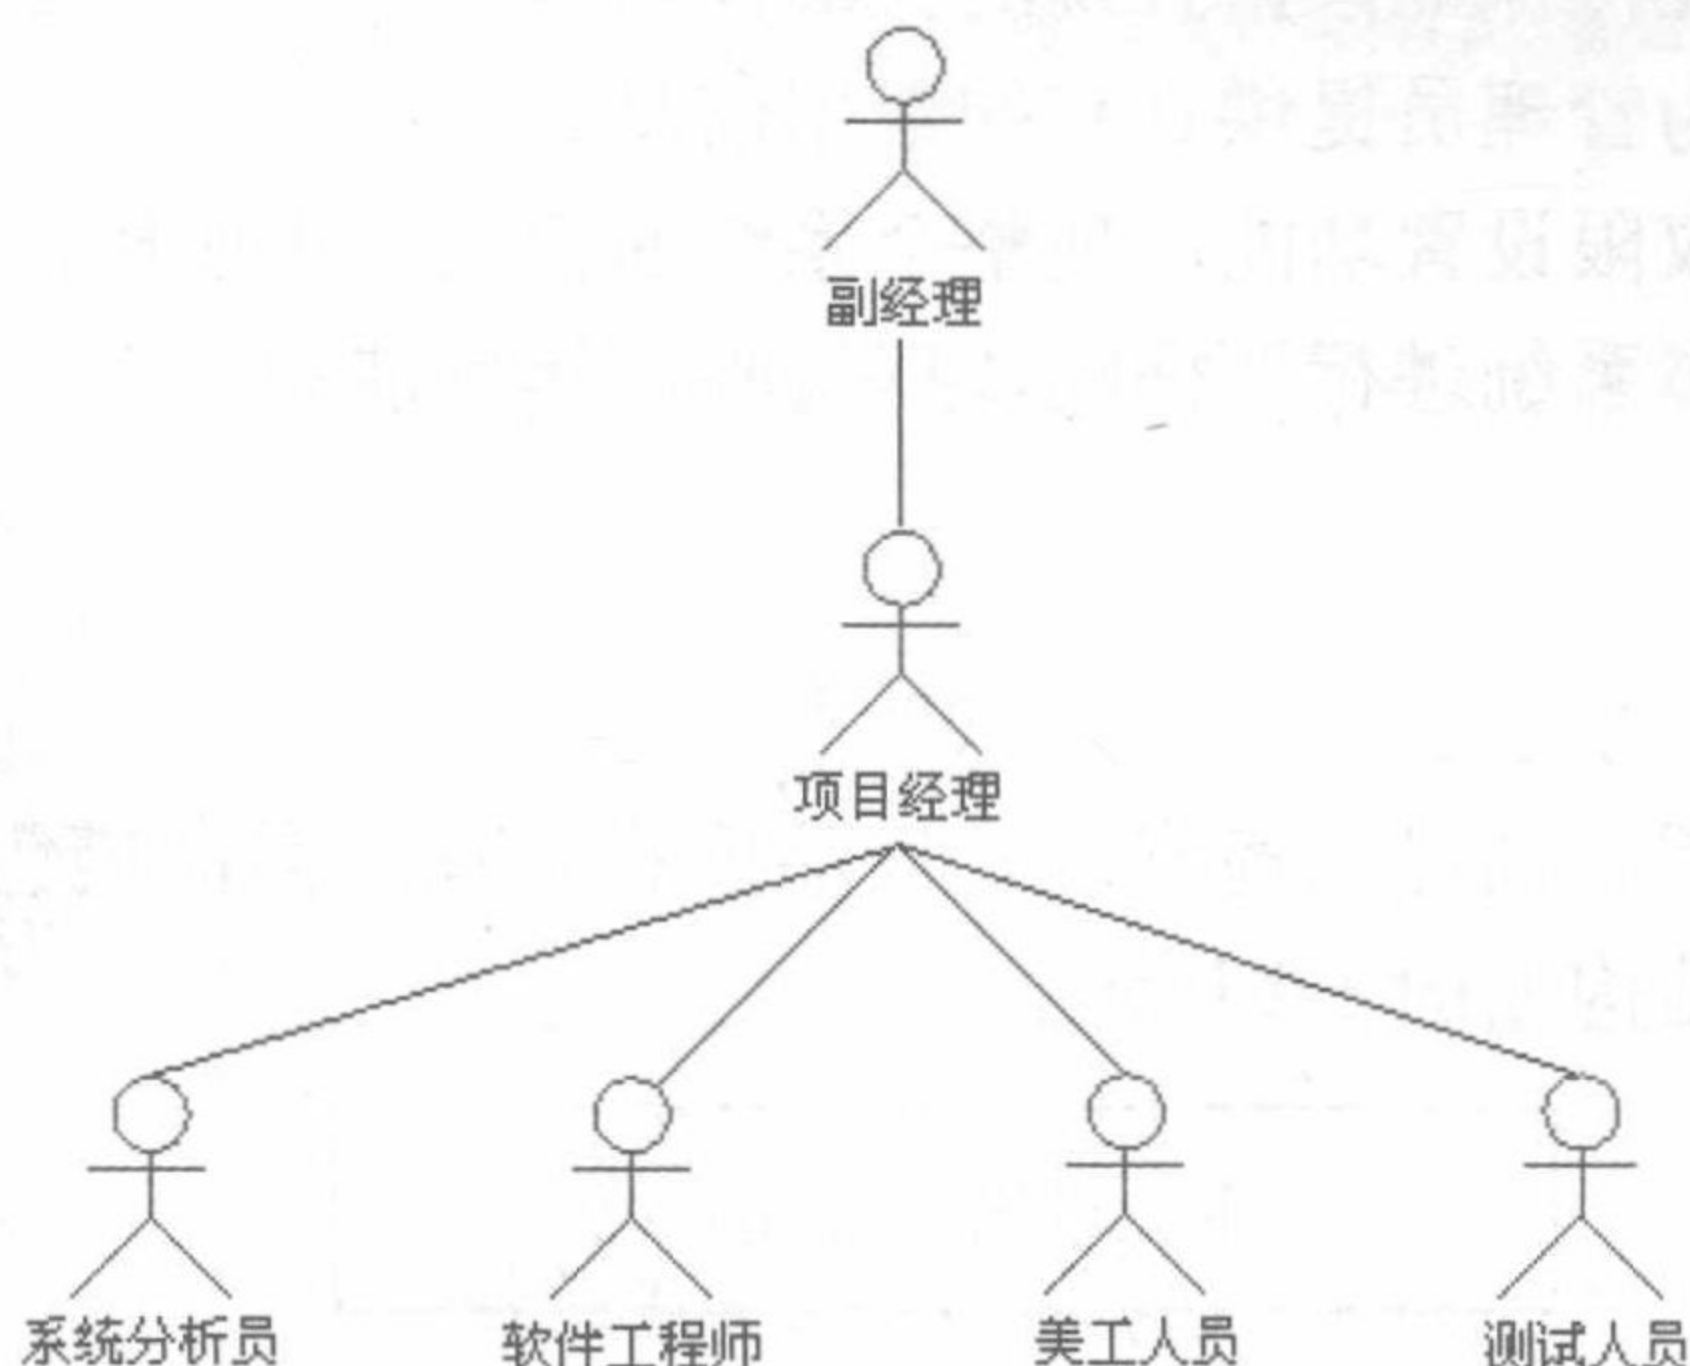 副经理
项目经理
系统分析员
软件工程师
美工人员
测试人员